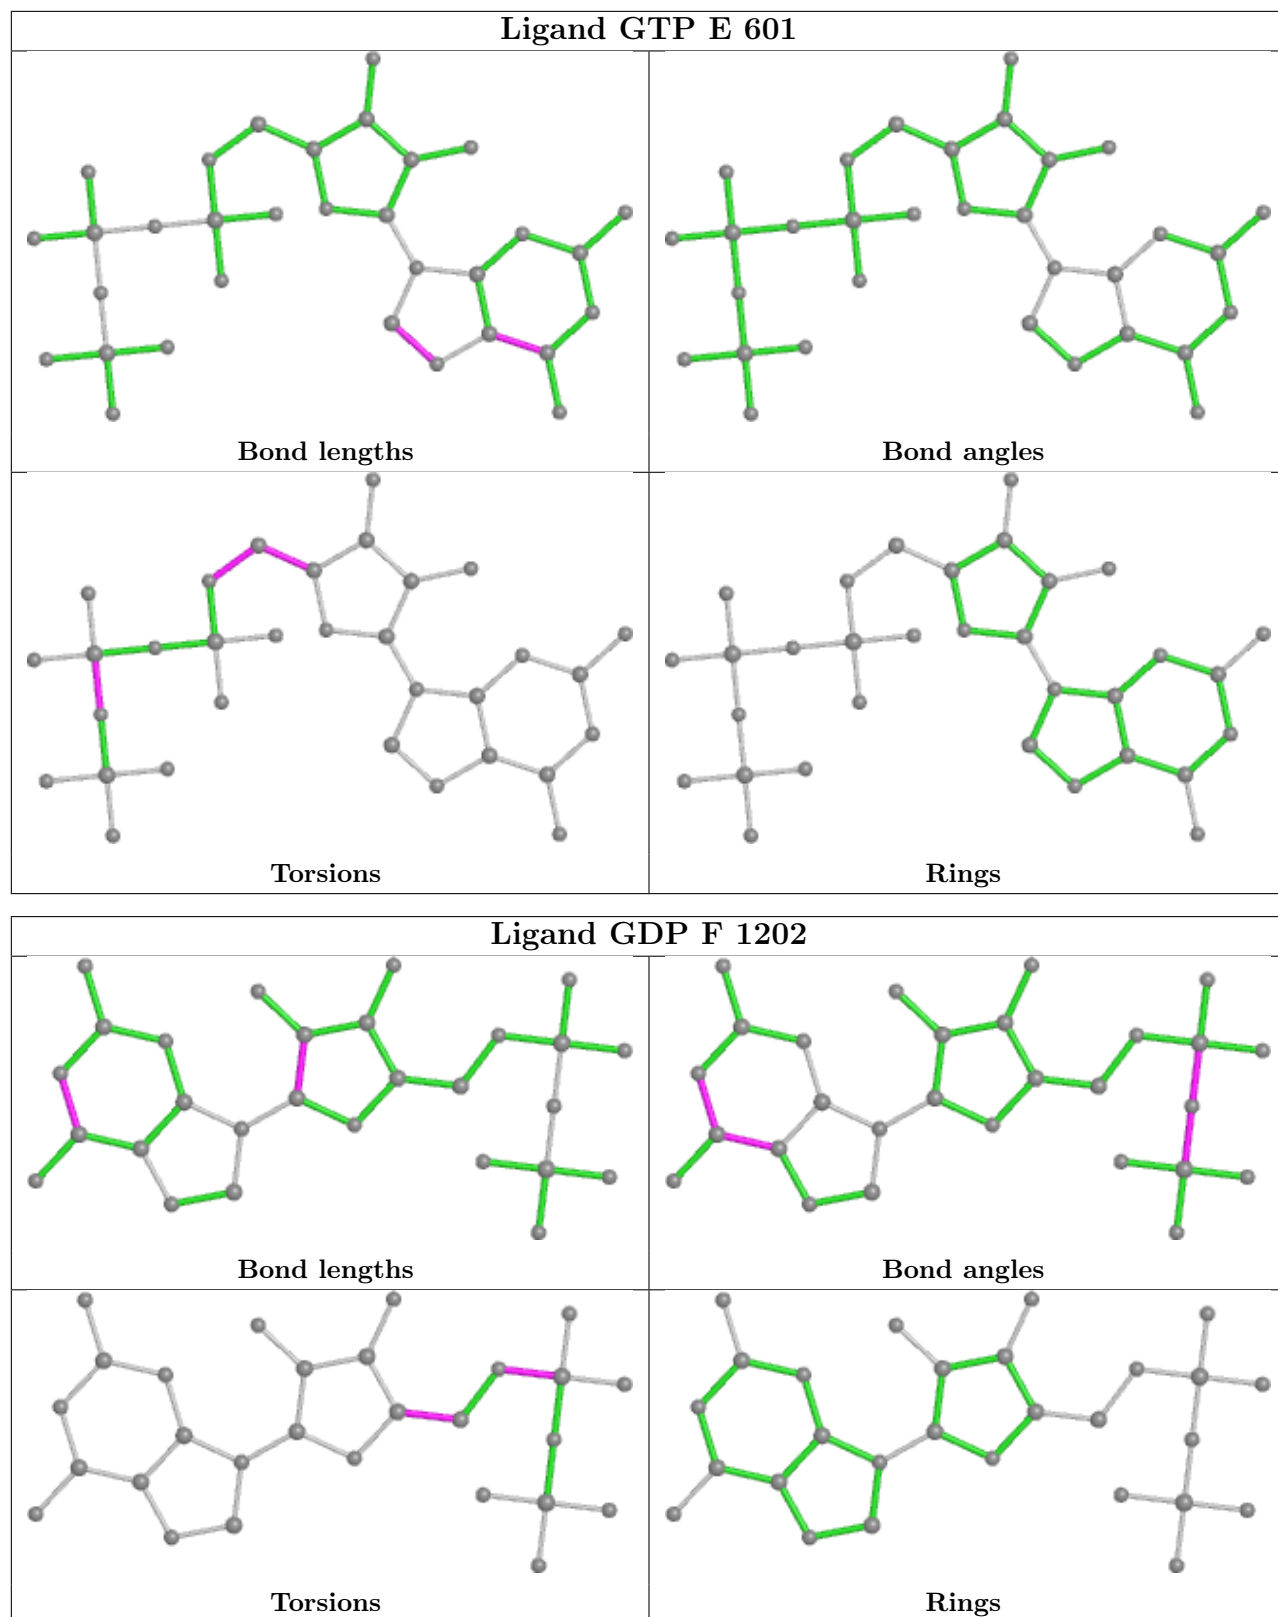 Ligand GTP E 601
Bond lengths
Bond angles
Torsions
Rings
Ligand GDP F 1202
Bond lengths
Bond angles
Torsions
Rings